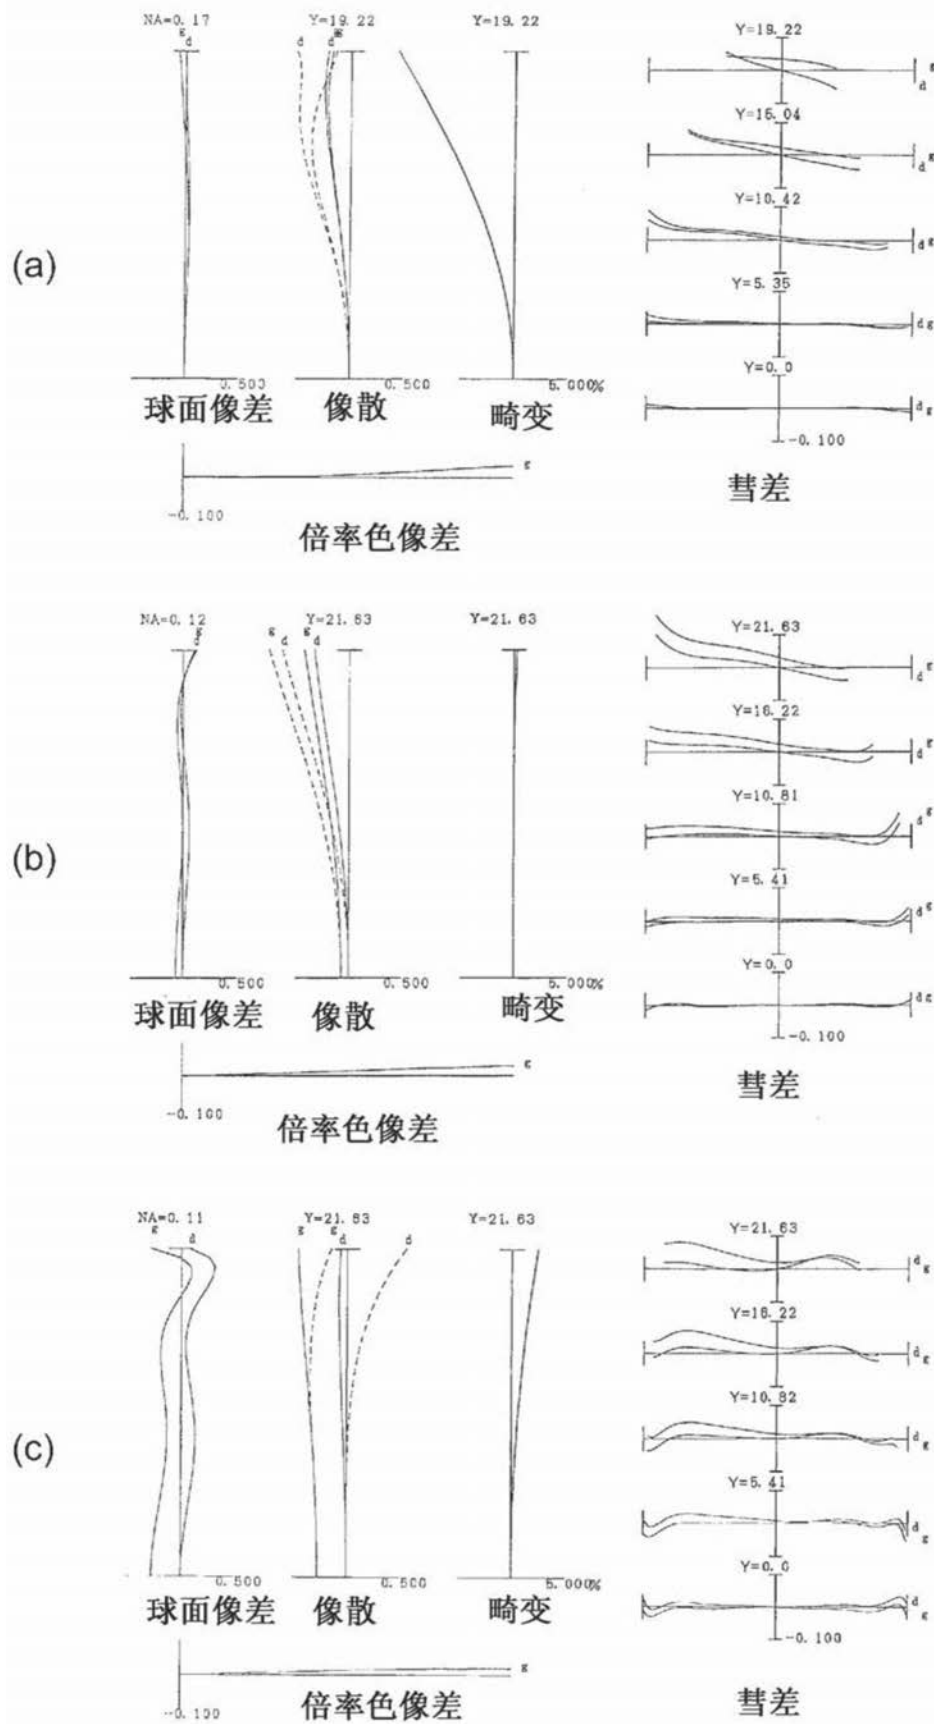 (a)
NA=0.17
g
d
0.500
球面像差
Y=19.22
d
d
g
g
0.500
像散
Y=19.22
5.000%
畸变
g
-0.100
倍率色像差
Y=19.22
g
d
Y=15.04
g
d
Y=10.42
d g
Y=5.35
d g
Y=0.0
d g
-0.100
彗差
(b)
NA=0.12
g
d
0.500
球面像差
Y=21.63
g d g d
0.500
像散
Y=21.63
5.000%
畸变
g
-0.100
倍率色像差
Y=21.63
d g
Y=16.22
d g
Y=10.81
d g
Y=5.41
d g
Y=0.0
d g
-0.100
彗差
(c)
NA=0.11
g d
0.500
球面像差
Y=21.63
g g d d
0.500
像散
Y=21.63
5.000%
畸变
g
-0.100
倍率色像差
Y=21.63
d g
Y=16.22
d g
Y=10.82
d g
Y=5.41
d g
Y=0.0
d g
-0.100
彗差